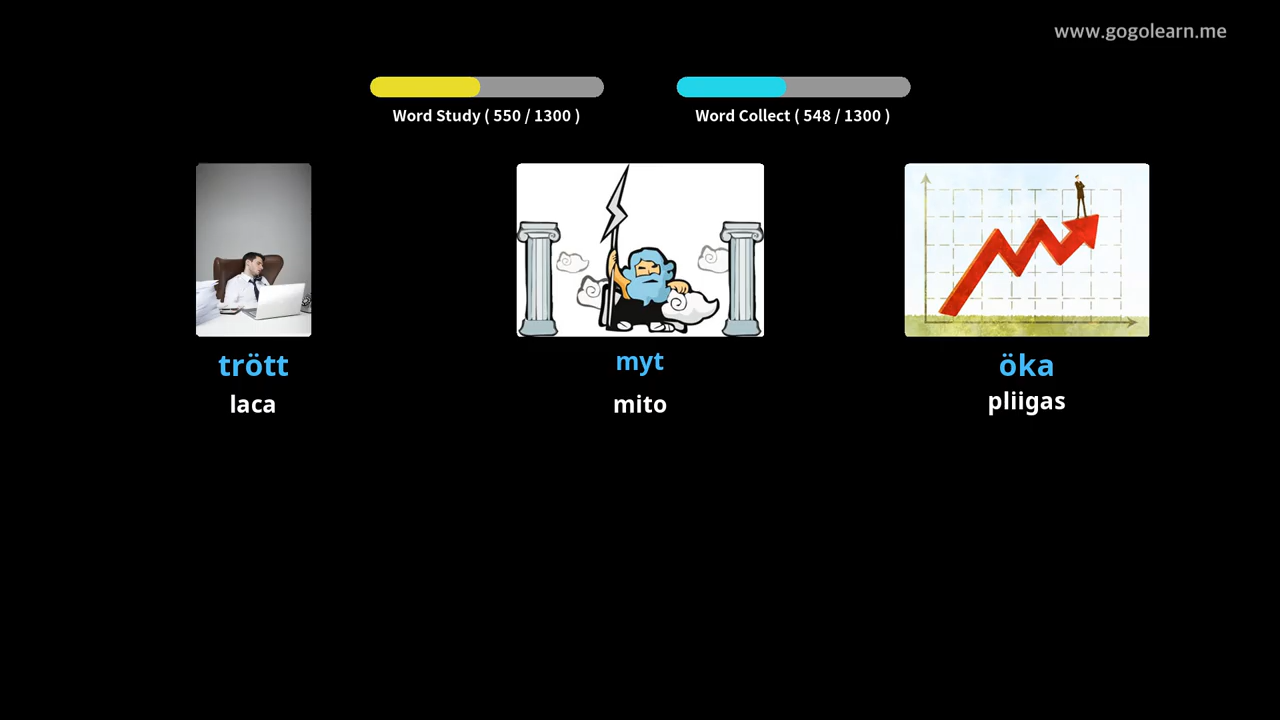 www.gogolearn.me
Word Study ( 550 / 1300 )
Word Collect ( 548 / 1300 )
trött
myt
öka
laca
mito
pliigas